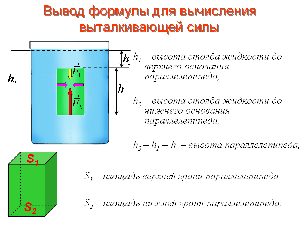 Вывод формулы для вычисления
выталкивающей силы
h₁ – высота столба жидкости до
верхнего основания
параллелепипеда,
h₂ – высота столба жидкости до
нижнего основания
параллелепипеда.
h₂ – h₁ = h – высота параллелепипеда,
S₁ – площадь верхней грани параллелепипеда
S₂ – площадь нижней грани параллелепипеда.
h
h
S₁
S₂